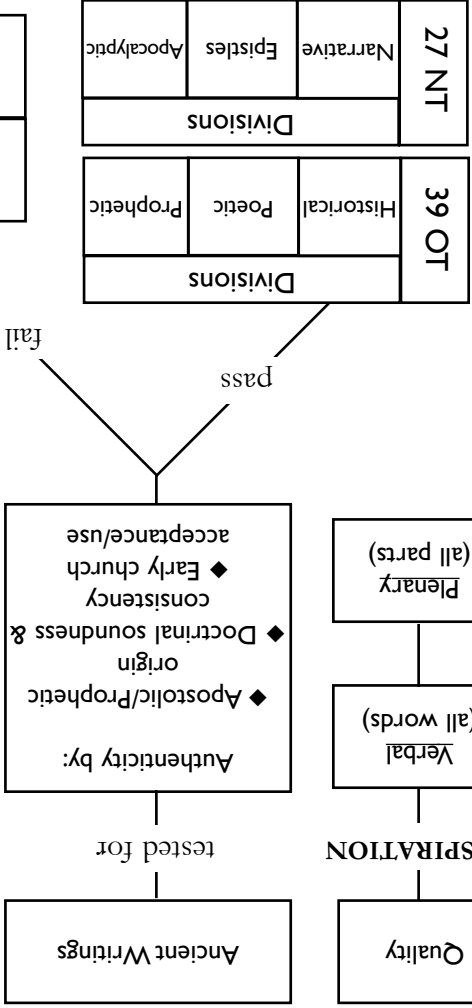 Quality
SPIRATION
Verbal
(all words)
Plenary
(all parts)
Ancient Writings
tested for
Authenticity by:
◆ Apostolic/Prophetic
origin
◆ Doctrinal soundness &
consistency
◆ Early church
acceptance/use
pass
fail
39 OT
Divisions
Historical
Poetic
Prophetic
27 NT
Divisions
Narrative
Epistles
Apocalyptic